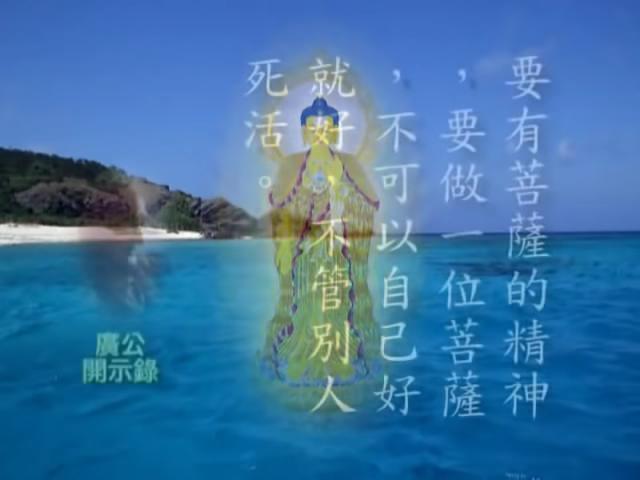 要有菩薩的精神
，要做一位菩薩
，不可以自己好
就好，不管別人
死活。
廣公
開示錄